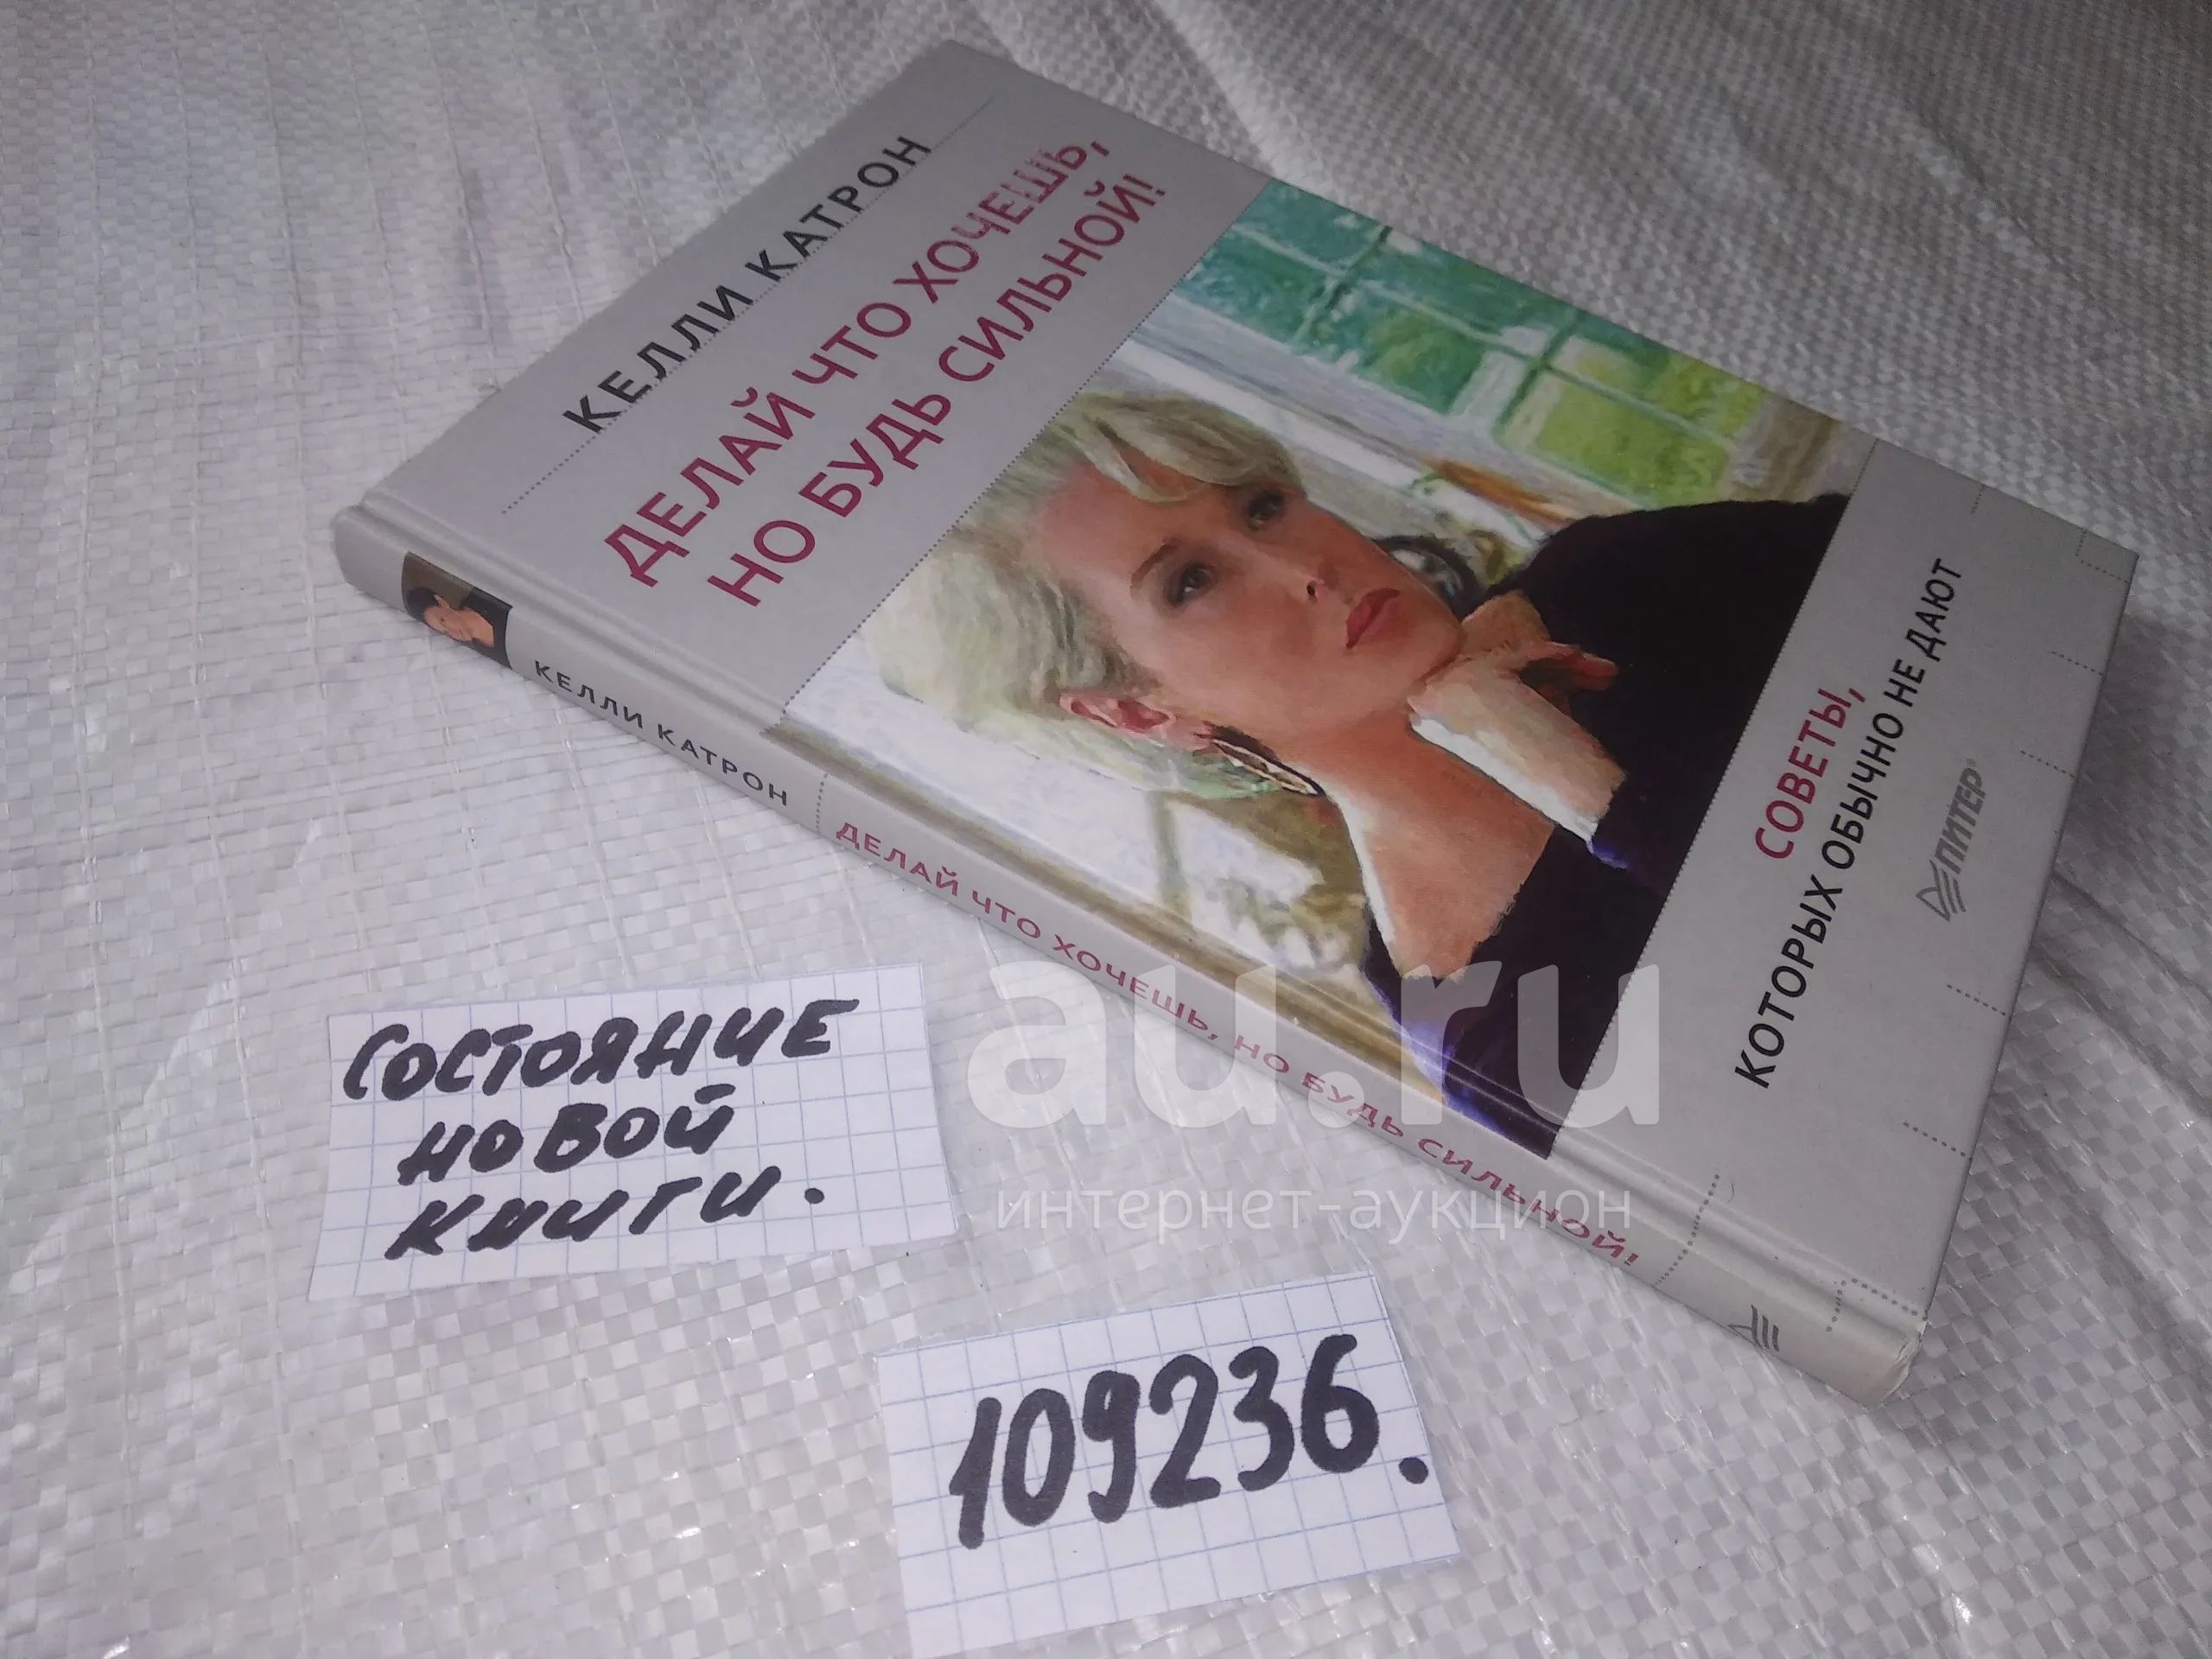 КЕЛЛИ КАТРОН
ДЕЛАЙ ЧТО ХОЧЕШЬ,
НО БУДЬ СИЛЬНОЙ!
СОВЕТЫ,
КОТОРЫХ ОБЫЧНО НЕ ДАЮТ
ПИТЕР®
КЕЛЛИ КАТРОН ДЕЛАЙ ЧТО ХОЧЕШЬ, НО БУДЬ СИЛЬНОЙ!
au.ru
интернет-аукцион
СОСТОЯНИЕ
НОВОЙ
КНИГИ.
109236.